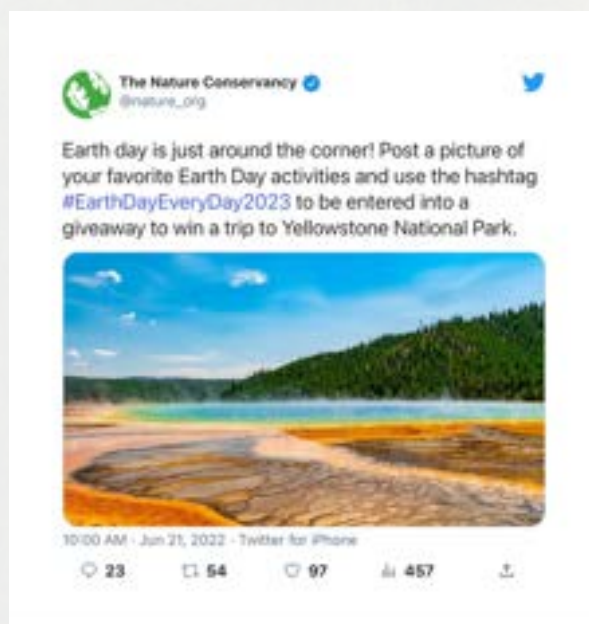 The Nature Conservancy
@nature_org
Earth day is just around the corner! Post a picture of
your favorite Earth Day activities and use the hashtag
#EarthDayEveryDay2023 to be entered into a
giveaway to win a trip to Yellowstone National Park.
10:00 AM · Jun 21, 2022 · Twitter for iPhone
23 54 97 457